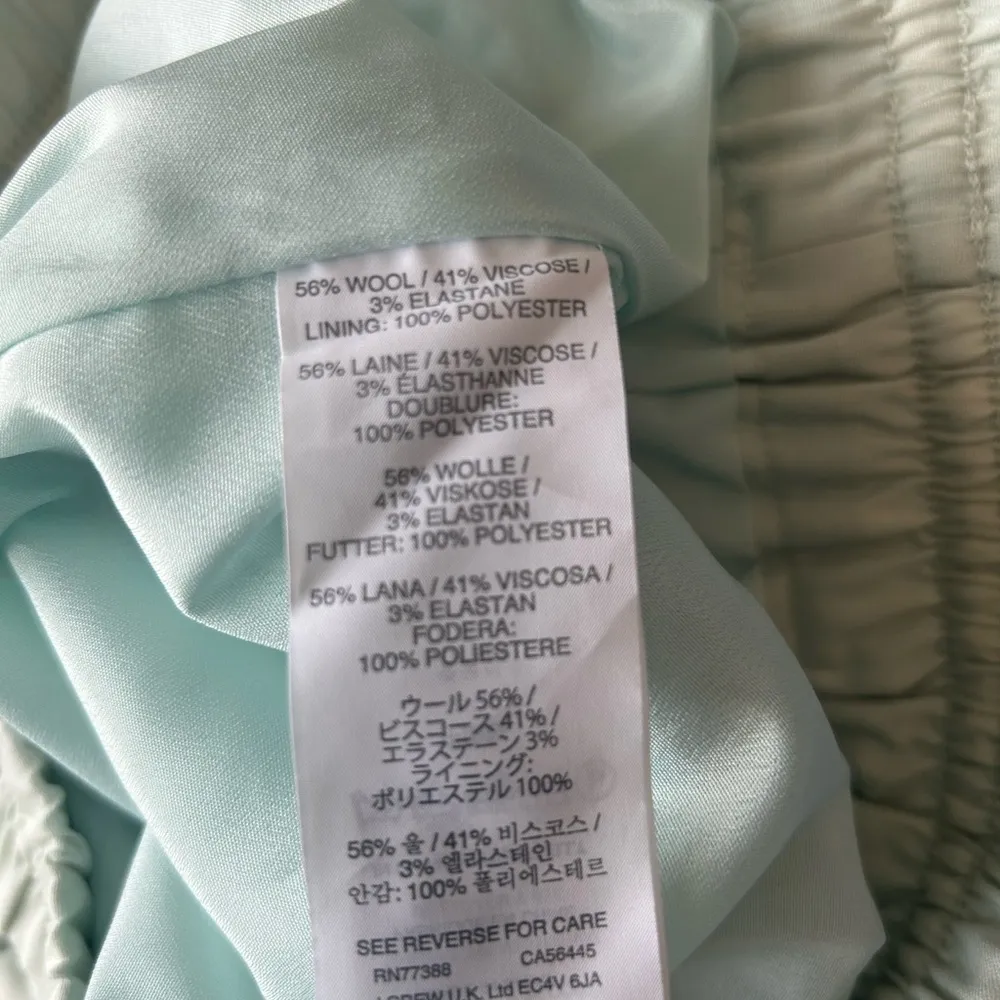 56% WOOL / 41% VISCOSE /
3% ELASTANE
LINING: 100% POLYESTER
56% LAINE / 41% VISCOSE /
3% ÉLASTHANNE
DOUBLURE:
100% POLYESTER
56% WOLLE /
41% VISKOSE /
3% ELASTAN
FUTTER: 100% POLYESTER
56% LANA / 41% VISCOSA /
3% ELASTAN
FODERA:
100% POLIESTERE
ウール 56% /
ビスコース 41% /
エラステーン 3%
ライニング:
ポリエステル 100%
56% 울 / 41% 비스코스 /
3% 엘라스테인
안감: 100% 폴리에스테르
SEE REVERSE FOR CARE
RN77388 CA56445
U.K. Ltd EC4V 6JA